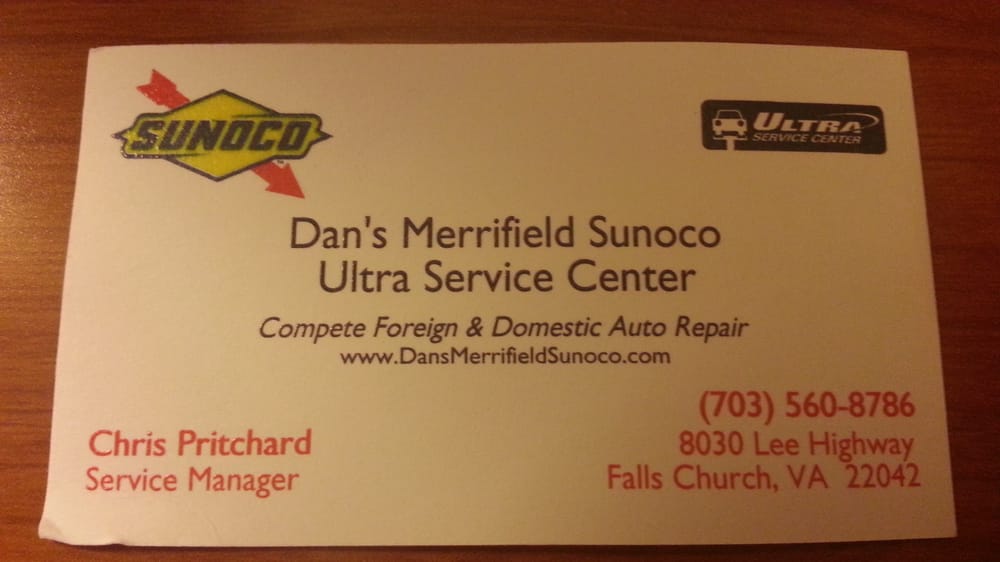 SUNOCO
ULTRA
SERVICE CENTER
Dan's Merrifield Sunoco
Ultra Service Center
Compete Foreign & Domestic Auto Repair
www.DansMerrifieldSunoco.com
Chris Pritchard
Service Manager
(703) 560-8786
8030 Lee Highway
Falls Church, VA 22042